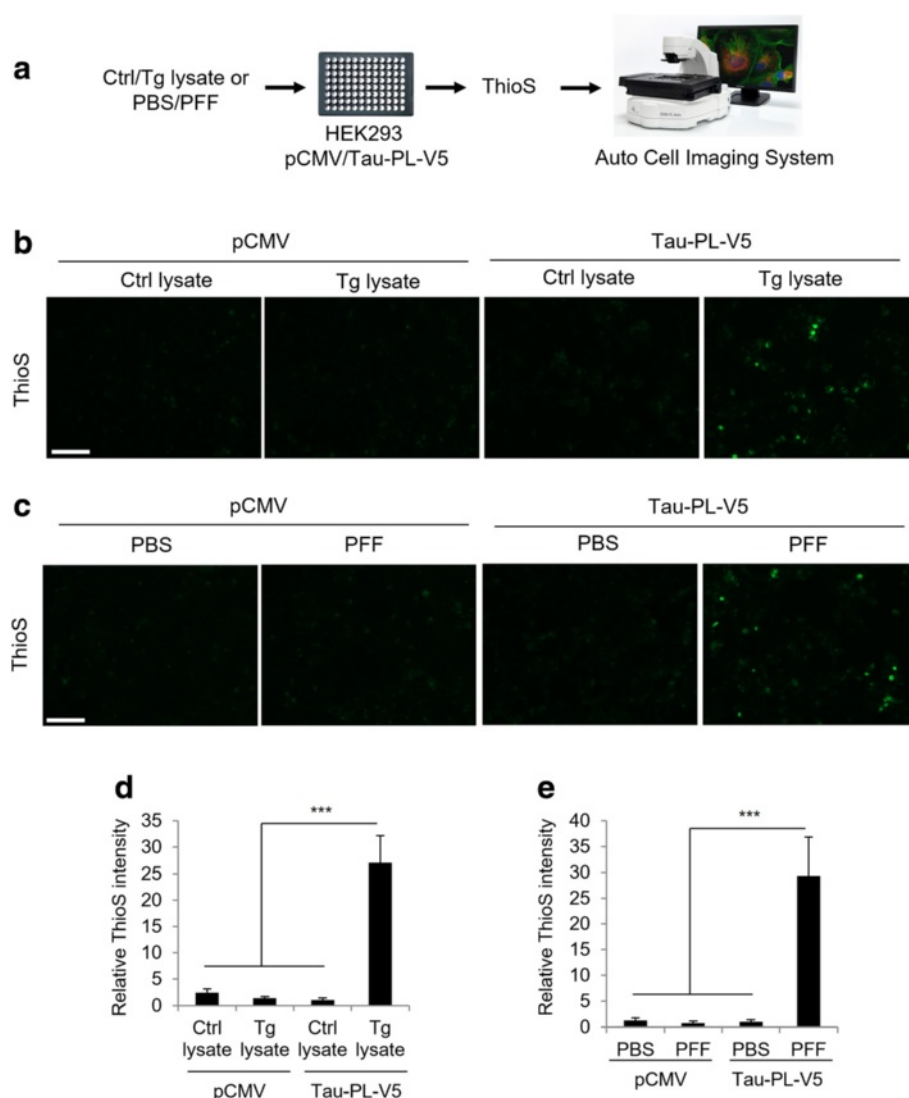 a
Ctrl/Tg lysate or
PBS/PFF
HEK293
pCMV/Tau-PL-V5
ThioS
Auto Cell Imaging System
b
pCMV
Tau-PL-V5
Ctrl lysate
Tg lysate
Ctrl lysate
Tg lysate
ThioS
c
pCMV
Tau-PL-V5
PBS
PFF
PBS
PFF
ThioS
d
Relative ThioS intensity
35
30
25
20
15
10
5
0
***
Ctrl lysate
Tg lysate
Ctrl lysate
Tg lysate
pCMV
Tau-PL-V5
e
Relative ThioS intensity
40
35
30
25
20
15
10
5
0
***
PBS
PFF
PBS
PFF
pCMV
Tau-PL-V5